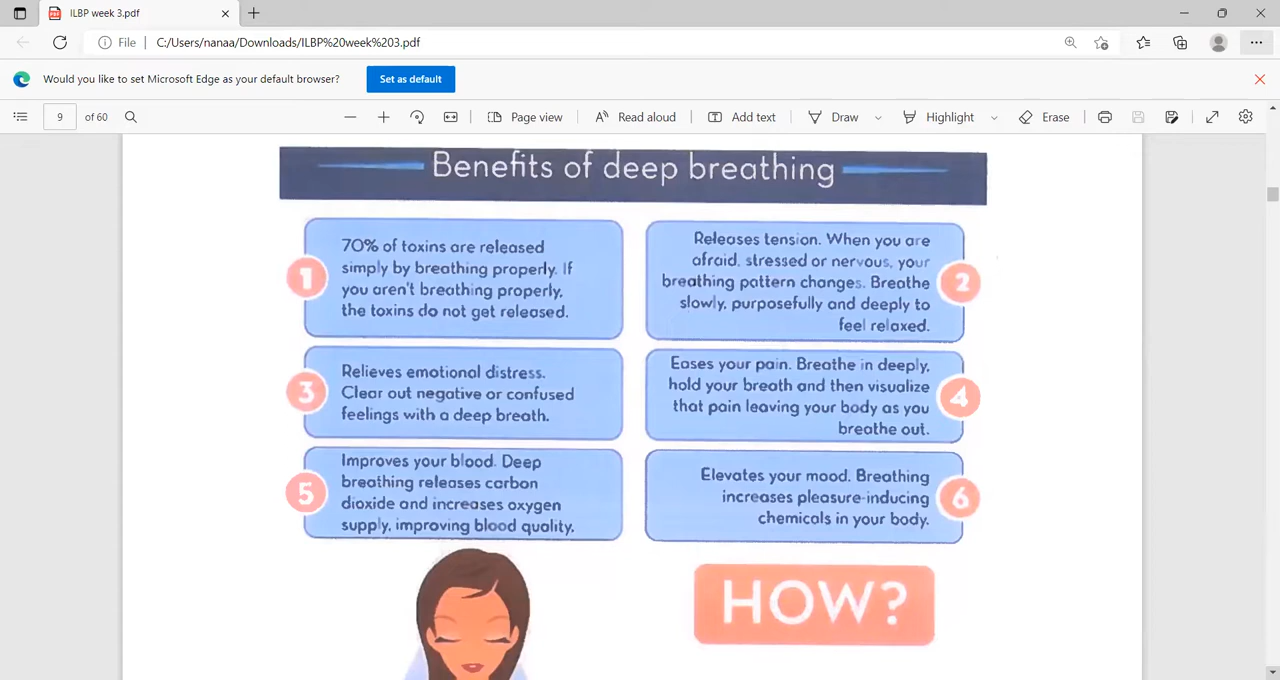 ILBP week 3.pdf
File
C:/Users/nanaa/Downloads/ILBP%20week%203.pdf
Would you like to set Microsoft Edge as your default browser?
Set as default
9 of 60
Page view
Read aloud
Add text
Draw
Highlight
Erase
Benefits of deep breathing
1
70% of toxins are released
simply by breathing properly. If
you aren't breathing properly,
the toxins do not get released.
Releases tension. When you are
afraid, stressed or nervous, your
breathing pattern changes. Breathe
slowly, purposefully and deeply to
feel relaxed.
2
3
Relieves emotional distress.
Clear out negative or confused
feelings with a deep breath.
Eases your pain. Breathe in deeply,
hold your breath and then visualize
that pain leaving your body as you
breathe out.
4
5
Improves your blood. Deep
breathing releases carbon
dioxide and increases oxygen
supply, improving blood quality.
Elevates your mood. Breathing
increases pleasure-inducing
chemicals in your body.
6
HOW?